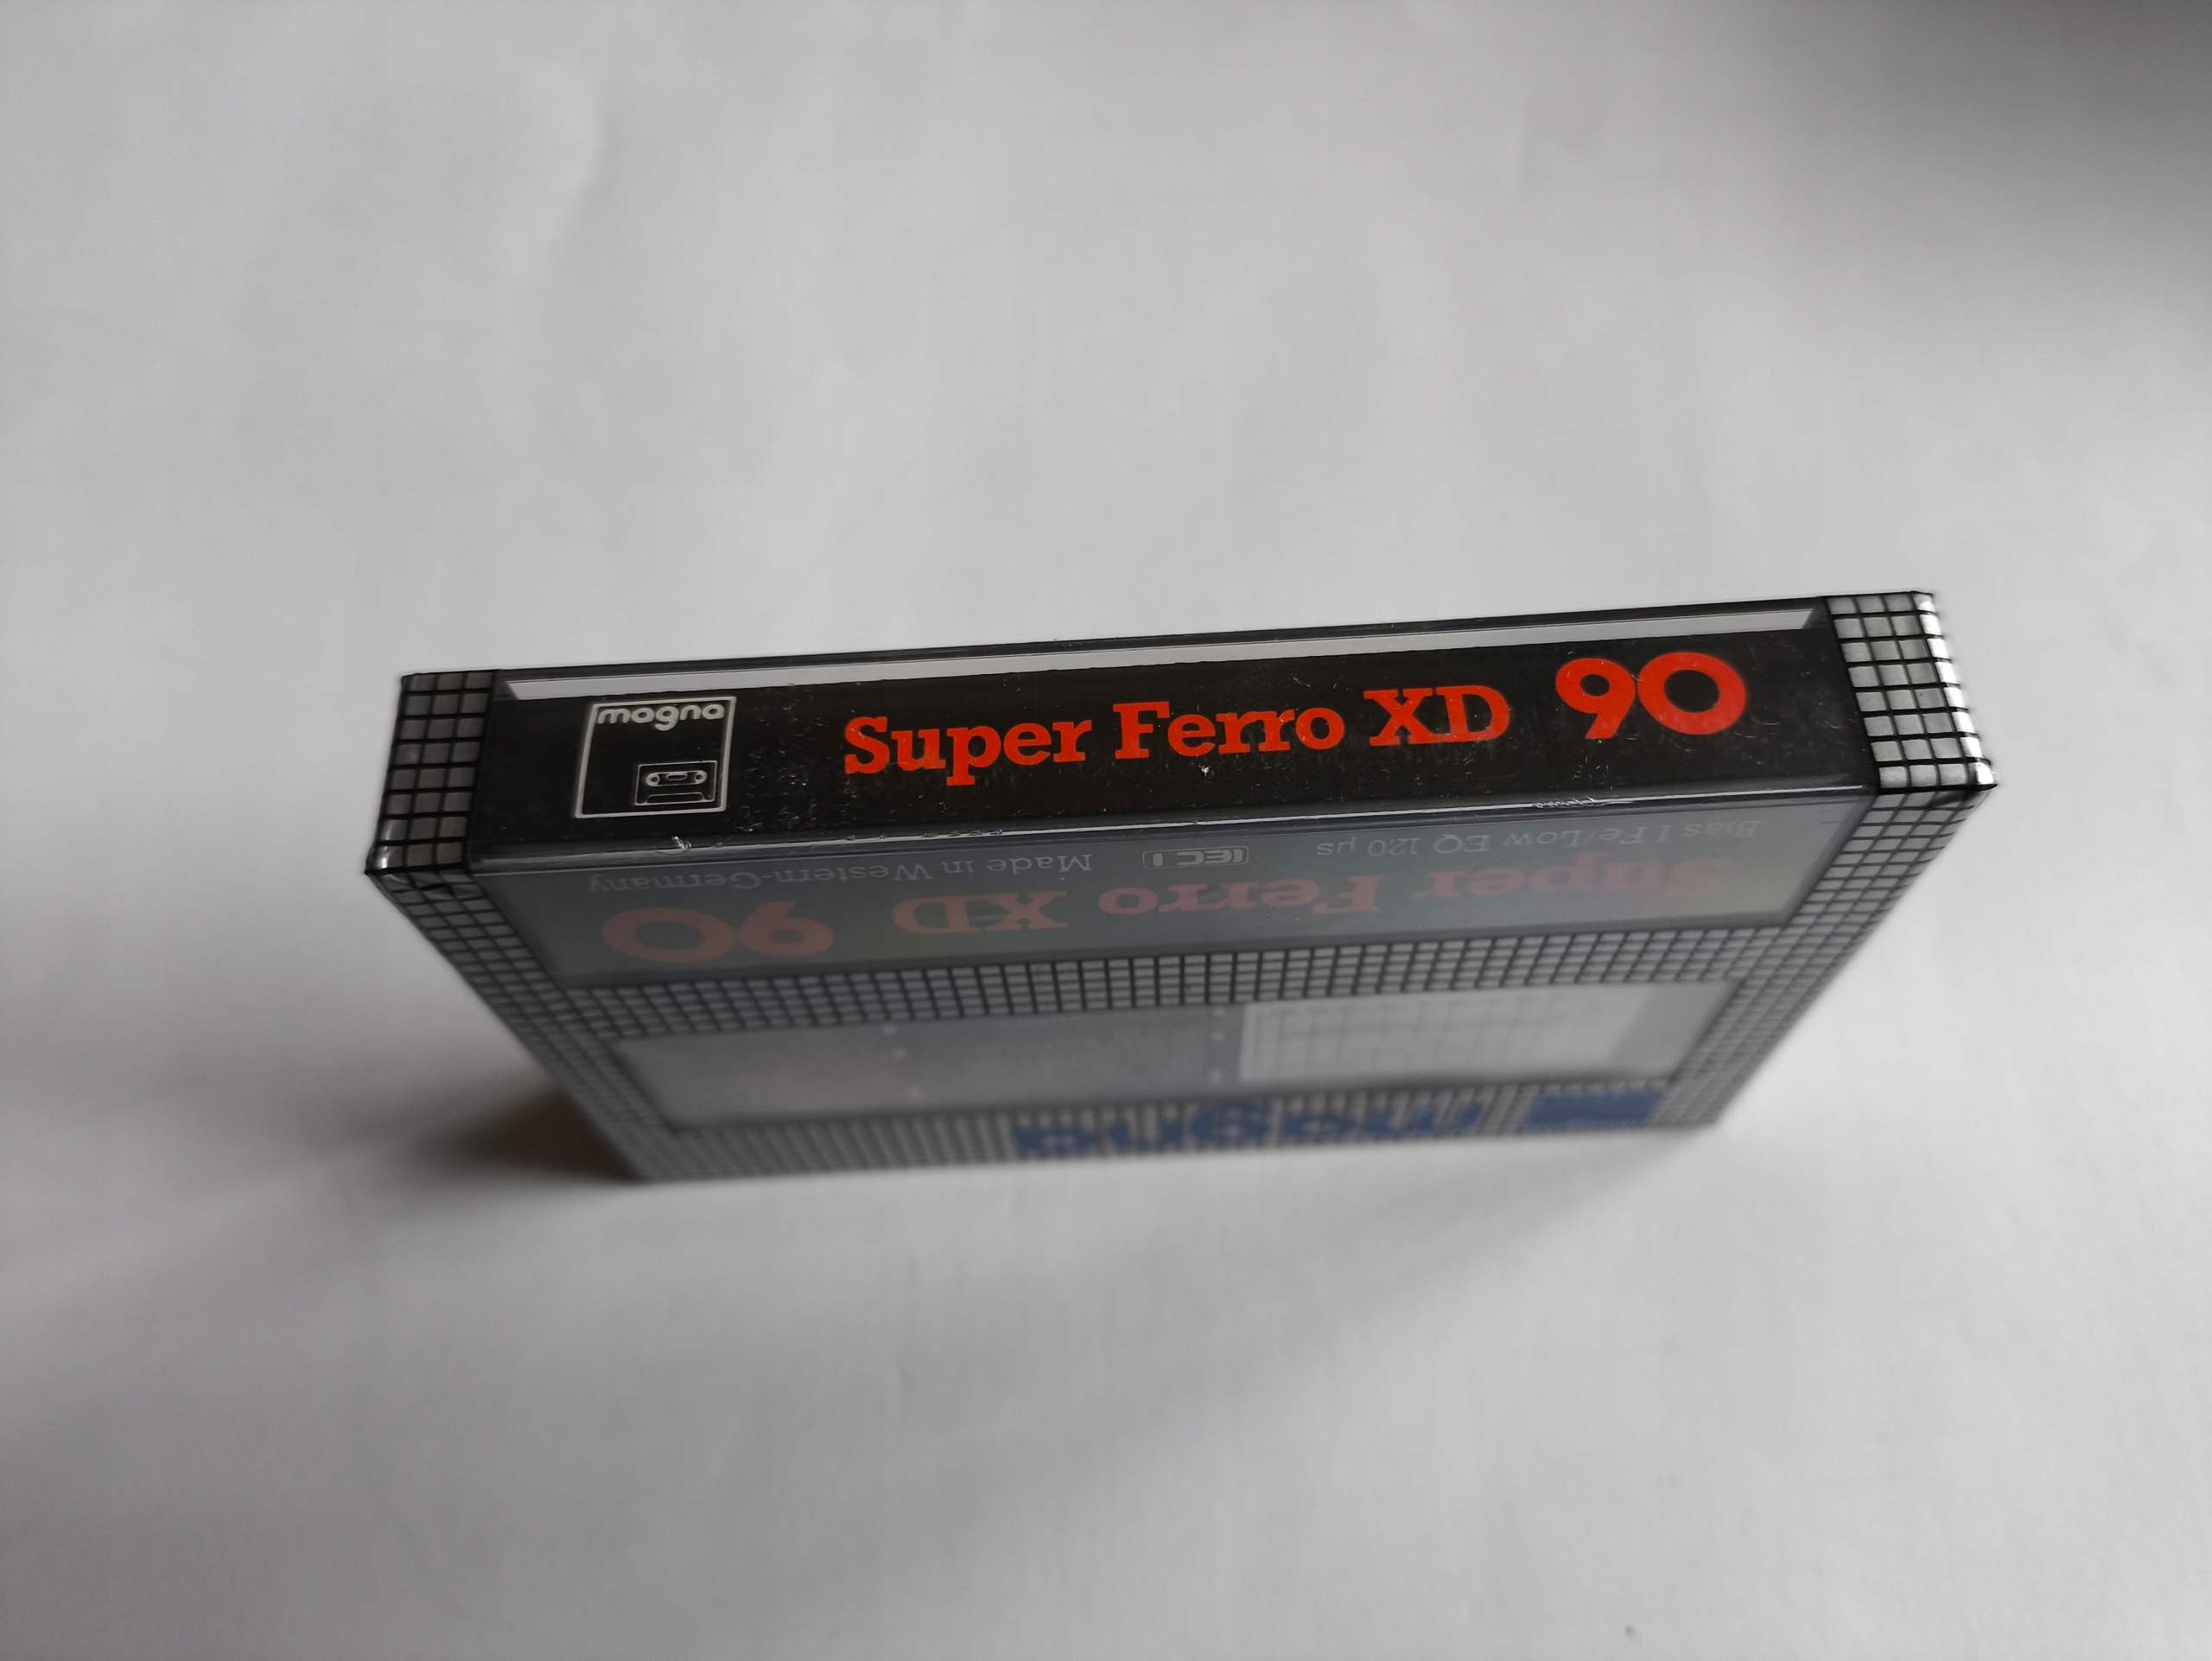 magna
Super Ferro XD 90
Bias I Fe/Low EQ 120 µs
IEC I
Made in Western-Germany
Super Ferro XD 90
magna